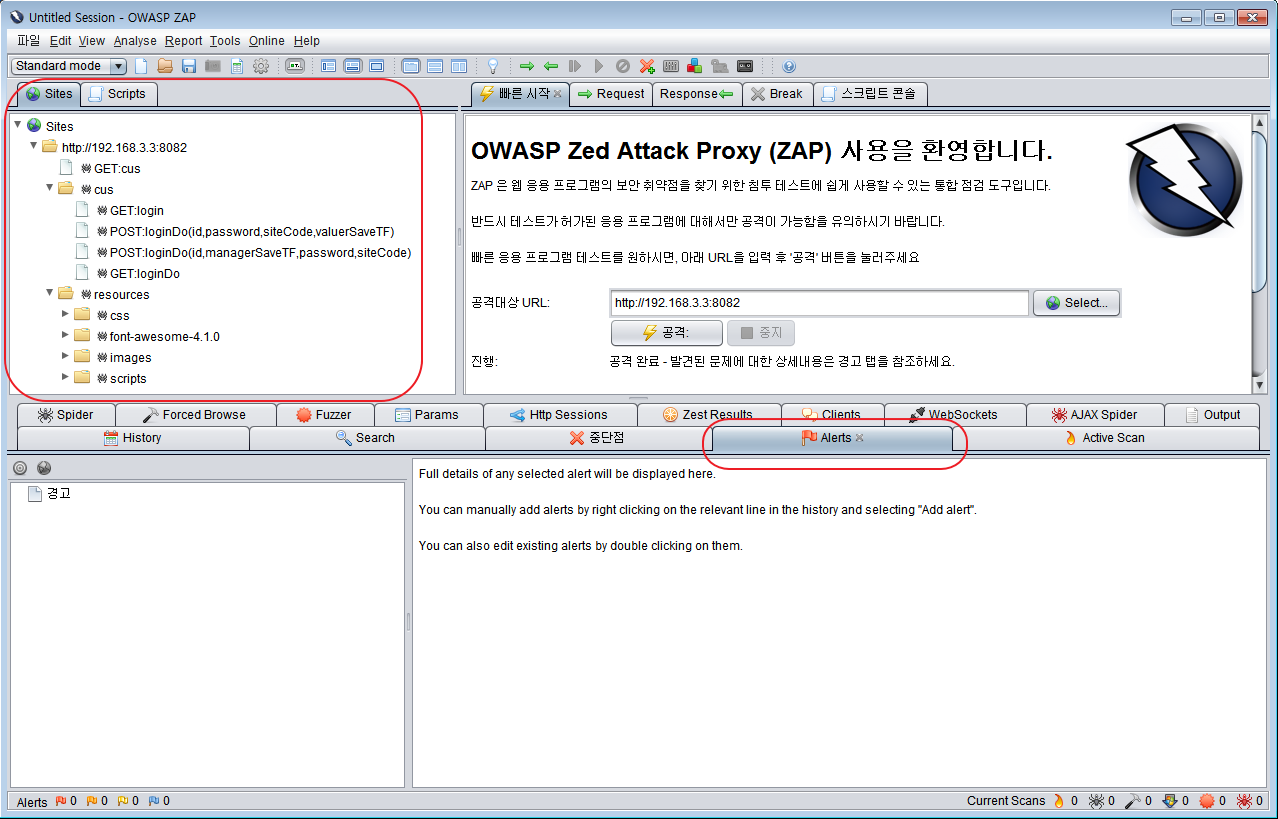 Untitled Session - OWASP ZAP
파일 Edit View Analyse Report Tools Online Help
Standard mode
Sites Scripts
빠른 시작 Request Response Break 스크립트 콘솔
Sites
http://192.168.3.3:8082
GET:cus
cus
GET:login
POST:loginDo(id,password,siteCode,valuerSaveTF)
POST:loginDo(id,managerSaveTF,password,siteCode)
GET:loginDo
resources
css
font-awesome-4.1.0
images
scripts
OWASP Zed Attack Proxy (ZAP) 사용을 환영합니다.
ZAP 은 웹 응용 프로그램의 보안 취약점을 찾기 위한 침투 테스트에 쉽게 사용할 수 있는 통합 점검 도구입니다.
반드시 테스트가 허가된 응용 프로그램에 대해서만 공격이 가능함을 유의하시기 바랍니다.
빠른 응용 프로그램 테스트를 원하시면, 아래 URL을 입력 후 '공격' 버튼을 눌러주세요
공격대상 URL: http://192.168.3.3:8082 Select...
공격: 중지
진행: 공격 완료 - 발견된 문제에 대한 상세내용은 경고 탭을 참조하세요.
Spider Forced Browse Fuzzer Params Http Sessions Zest Results Clients WebSockets AJAX Spider Output
History Search 중단점 Alerts Active Scan
경고
Full details of any selected alert will be displayed here.
You can manually add alerts by right clicking on the relevant line in the history and selecting "Add alert".
You can also edit existing alerts by double clicking on them.
Alerts 0 0 0 0 Current Scans 0 0 0 0 0 0